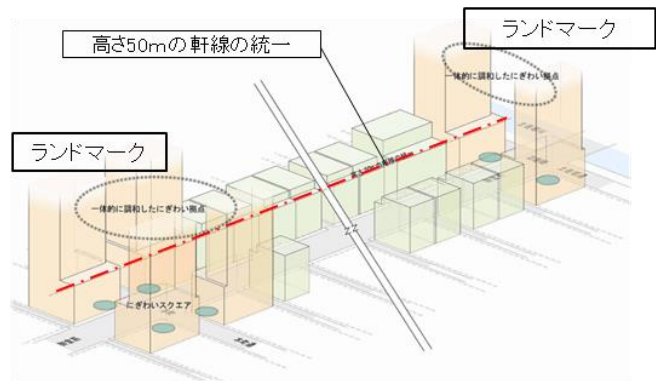 ランドマーク
高さ50mの軒線の統一
一体的に調和したにぎわい拠点
ランドマーク
一体的に調和したにぎわい拠点
にぎわいスクエア